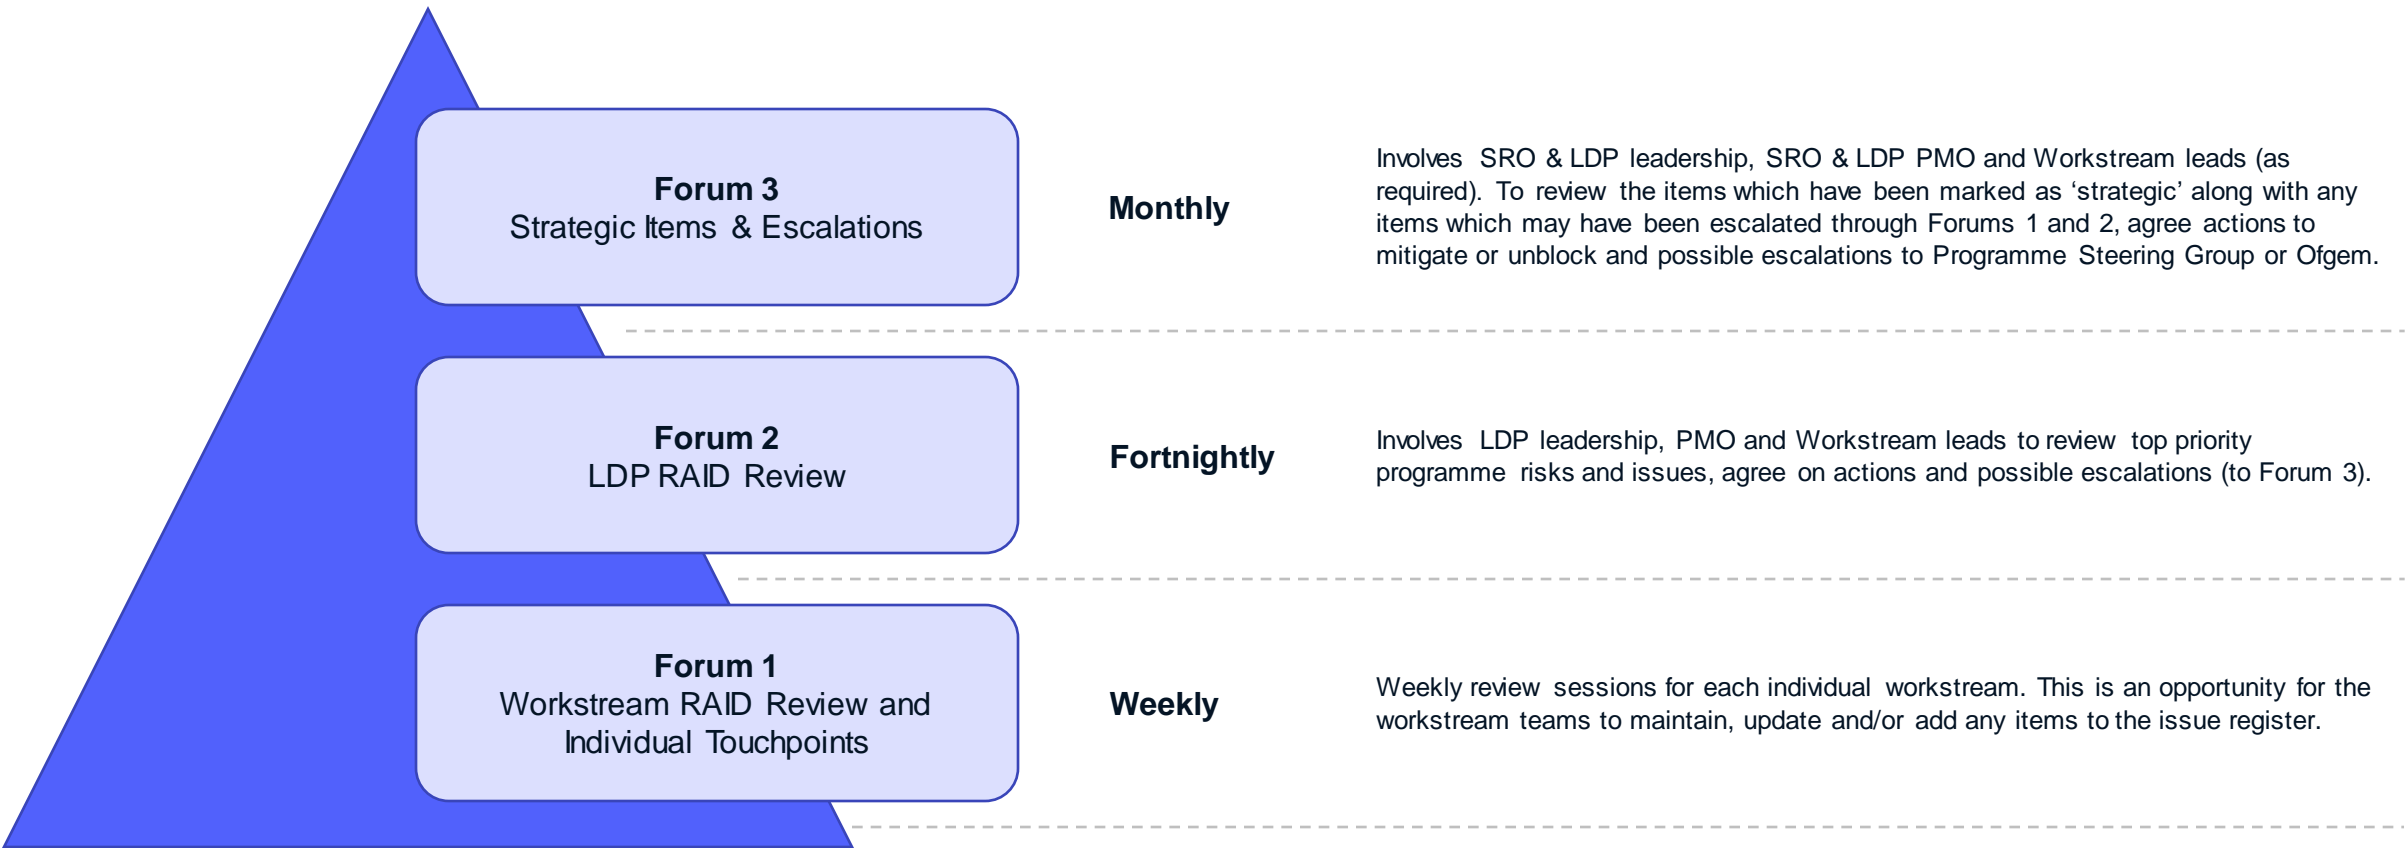 Forum 3
Strategic Items & Escalations
Monthly
Involves SRO & LDP leadership, SRO & LDP PMO and Workstream leads (as
required). To review the items which have been marked as ‘strategic’ along with any
items which may have been escalated through Forums 1 and 2, agree actions to
mitigate or unblock and possible escalations to Programme Steering Group or Ofgem.
Forum 2
LDP RAID Review
Fortnightly
Involves LDP leadership, PMO and Workstream leads to review top priority
programme risks and issues, agree on actions and possible escalations (to Forum 3).
Forum 1
Workstream RAID Review and
Individual Touchpoints
Weekly
Weekly review sessions for each individual workstream. This is an opportunity for the
workstream teams to maintain, update and/or add any items to the issue register.